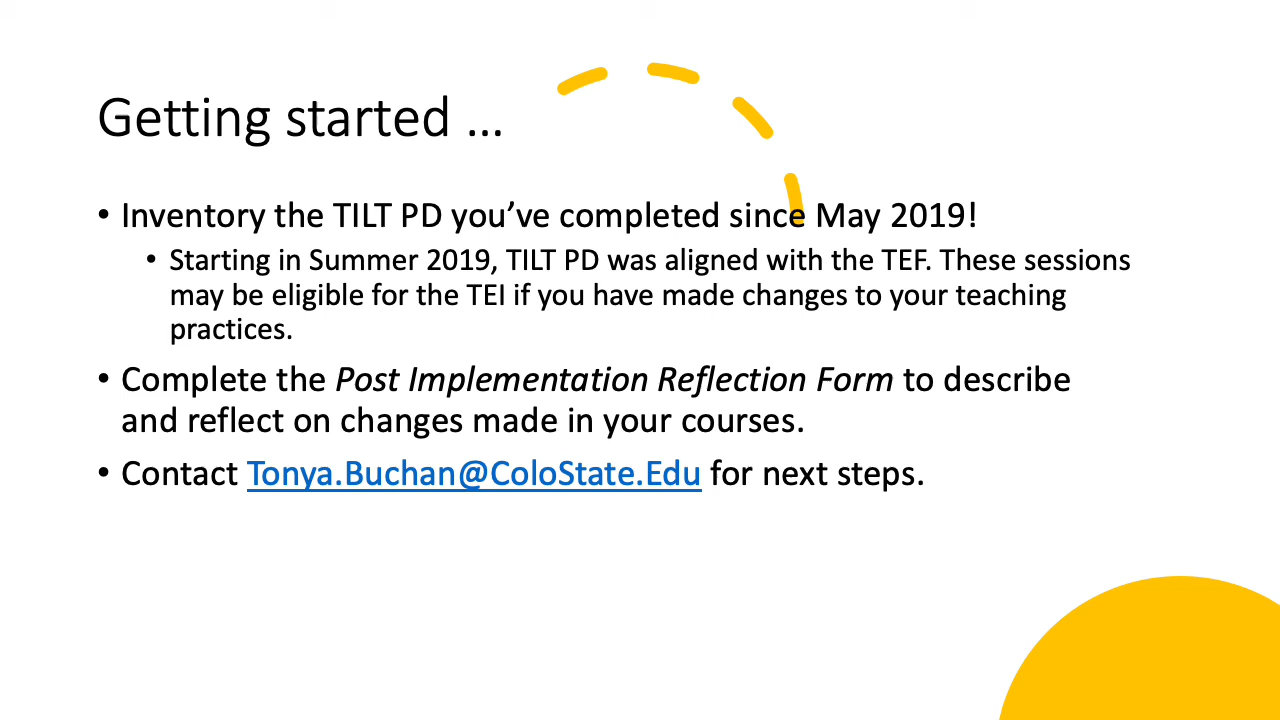 Getting started …
• Inventory the TILT PD you’ve completed since May 2019!
• Starting in Summer 2019, TILT PD was aligned with the TEF. These sessions
may be eligible for the TEI if you have made changes to your teaching
practices.
• Complete the Post Implementation Reflection Form to describe
and reflect on changes made in your courses.
• Contact Tonya.Buchan@ColoState.Edu for next steps.